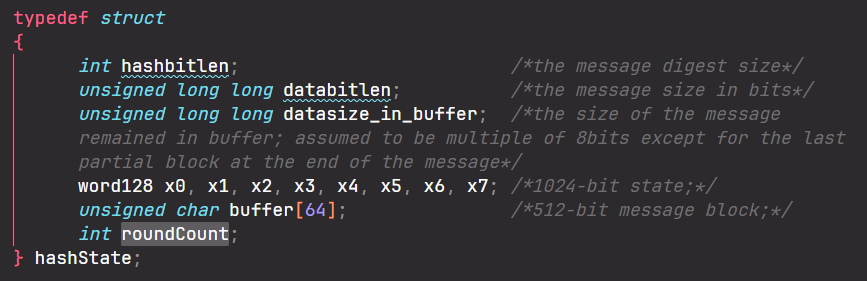 typedef struct
{
int hashbitlen; /*the message digest size*/
unsigned long long databitlen; /*the message size in bits*/
unsigned long long datasize_in_buffer; /*the size of the message
remained in buffer; assumed to be multiple of 8bits except for the last
partial block at the end of the message*/
word128 x0, x1, x2, x3, x4, x5, x6, x7; /*1024-bit state;*/
unsigned char buffer[64]; /*512-bit message block;*/
int roundCount;
} hashState;